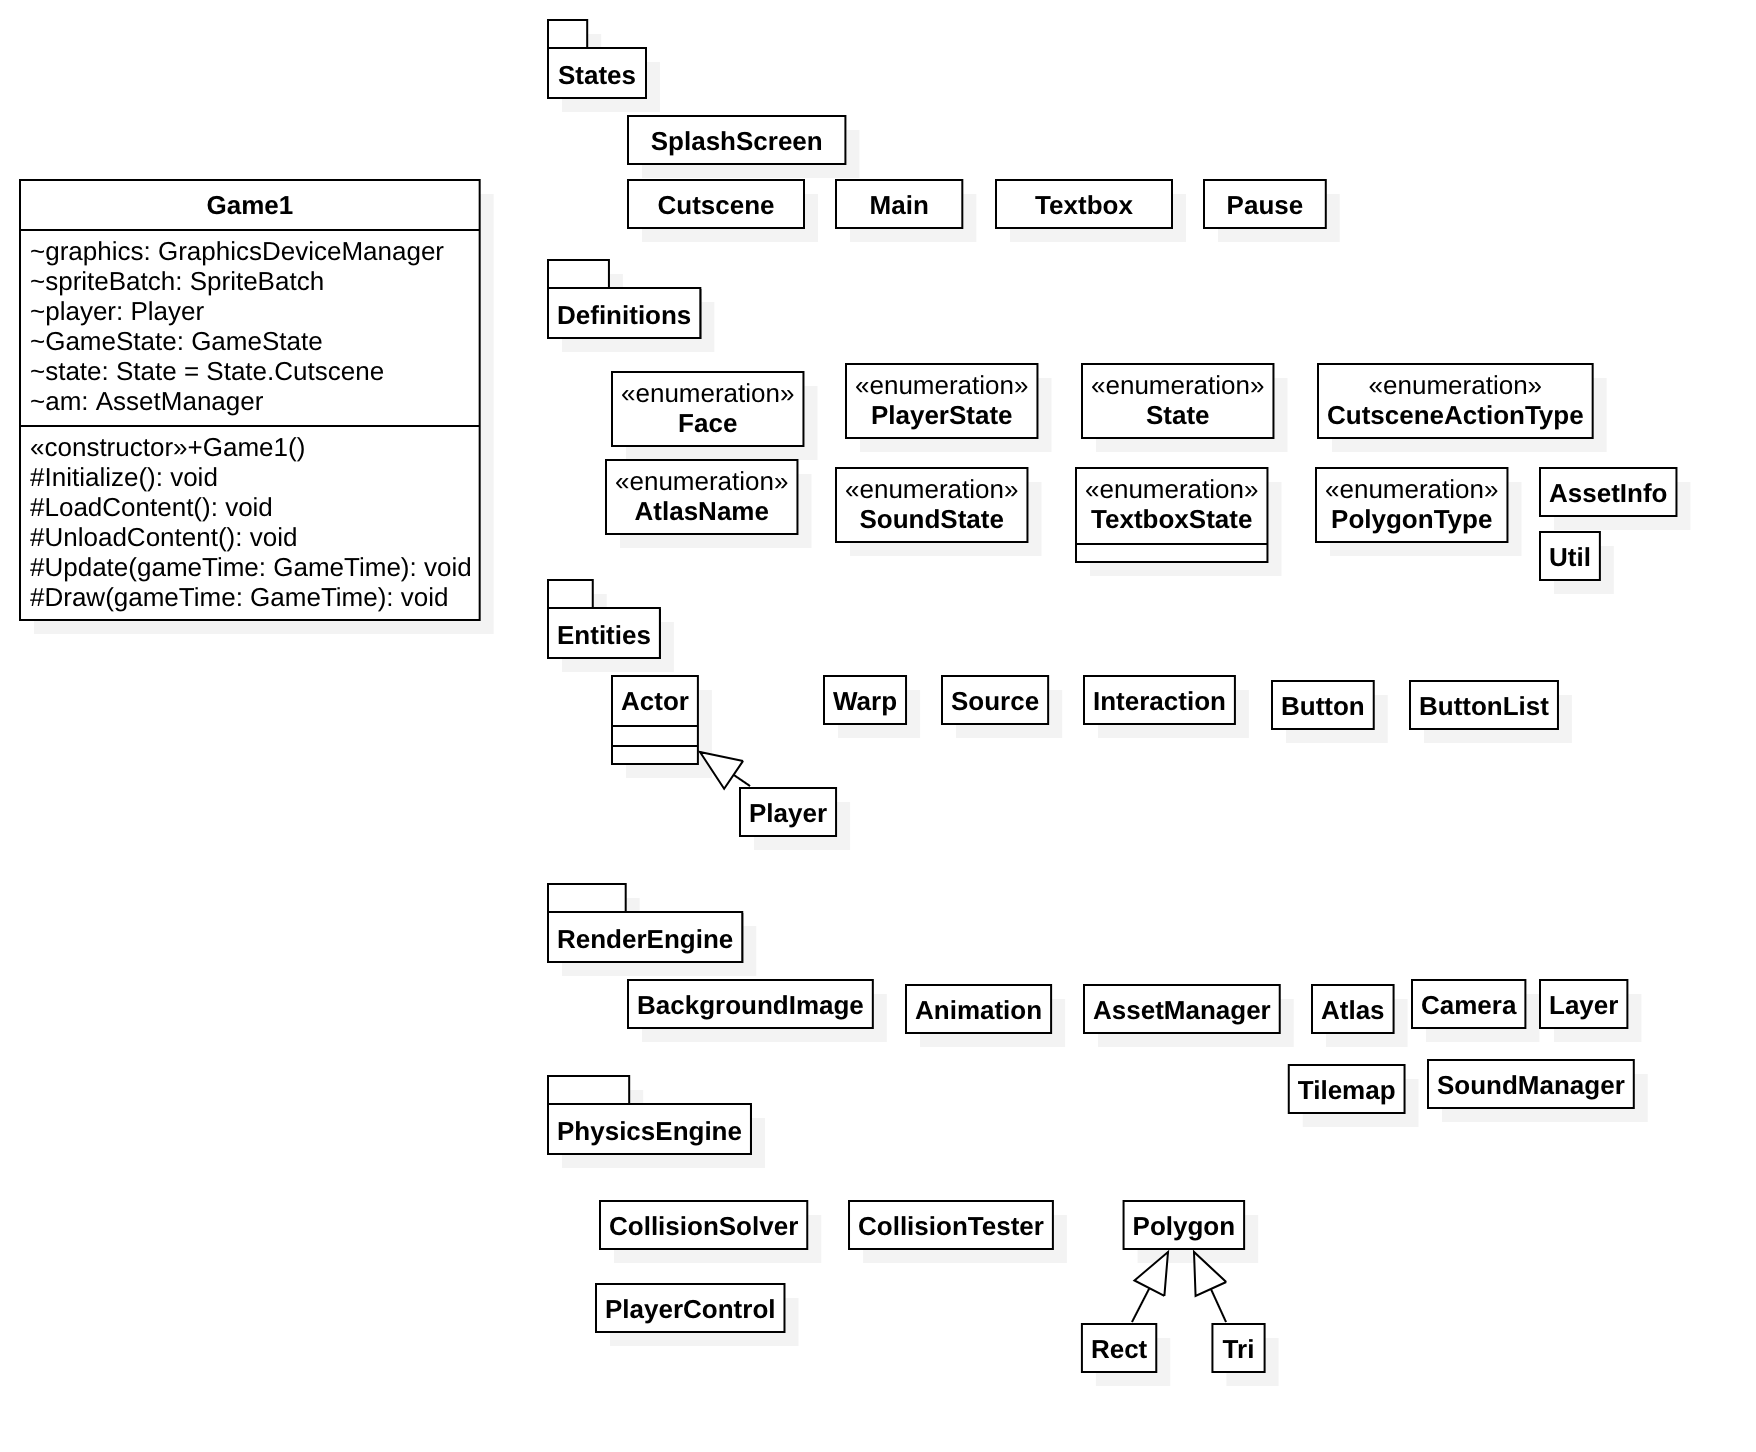 States
SplashScreen
Cutscene
Main
Textbox
Pause
Game1
~graphics: GraphicsDeviceManager
~spriteBatch: SpriteBatch
~player: Player
~GameState: GameState
~state: State = State.Cutscene
~am: AssetManager
«constructor»+Game1()
#Initialize(): void
#LoadContent(): void
#UnloadContent(): void
#Update(gameTime: GameTime): void
#Draw(gameTime: GameTime): void
Definitions
«enumeration»
Face
«enumeration»
PlayerState
«enumeration»
State
«enumeration»
CutsceneActionType
«enumeration»
AtlasName
«enumeration»
SoundState
«enumeration»
TextboxState
«enumeration»
PolygonType
AssetInfo
Util
Entities
Actor
Warp
Source
Interaction
Button
ButtonList
Player
RenderEngine
BackgroundImage
Animation
AssetManager
Atlas
Camera
Layer
Tilemap
SoundManager
PhysicsEngine
CollisionSolver
CollisionTester
Polygon
PlayerControl
Rect
Tri